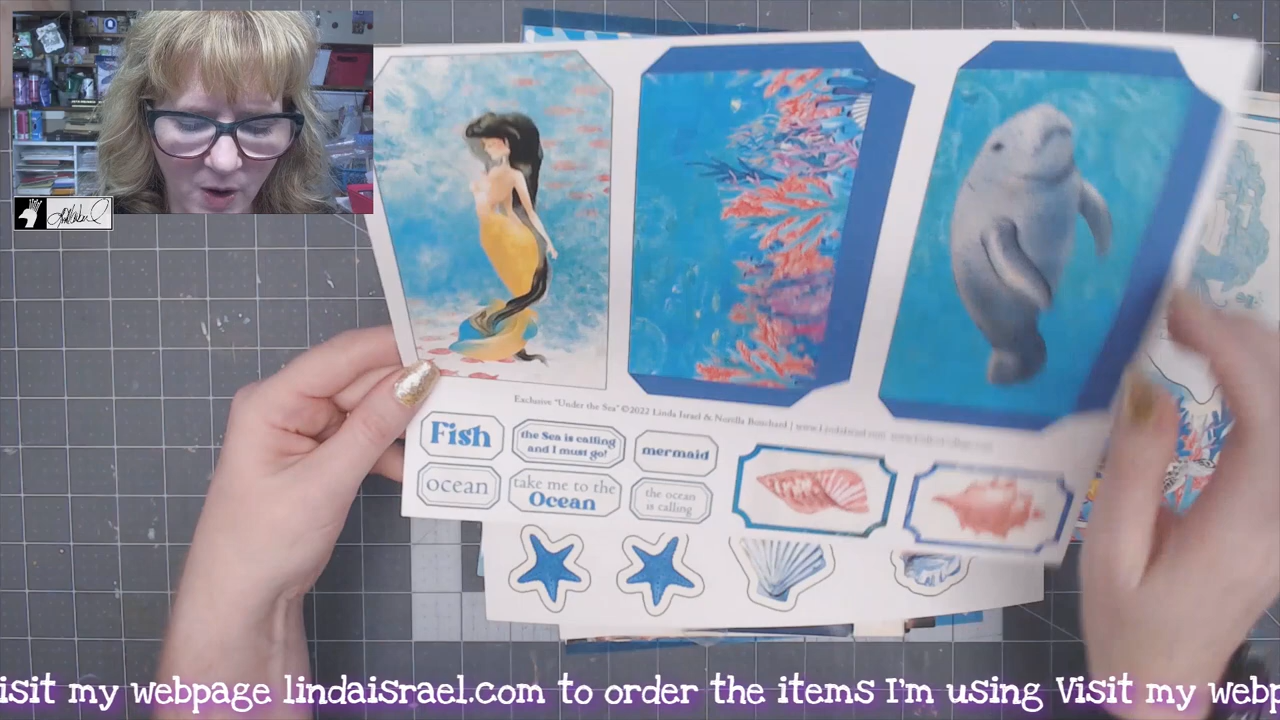 Exclusive "Under the Sea" ©2022 Linda Israel &
Fish
the Sea is calling
and I must go!
mermaid
ocean
take me to the
Ocean
the ocean
is calling
isit my webpage lindaisrael.com to order the items I'm using Visit my webp